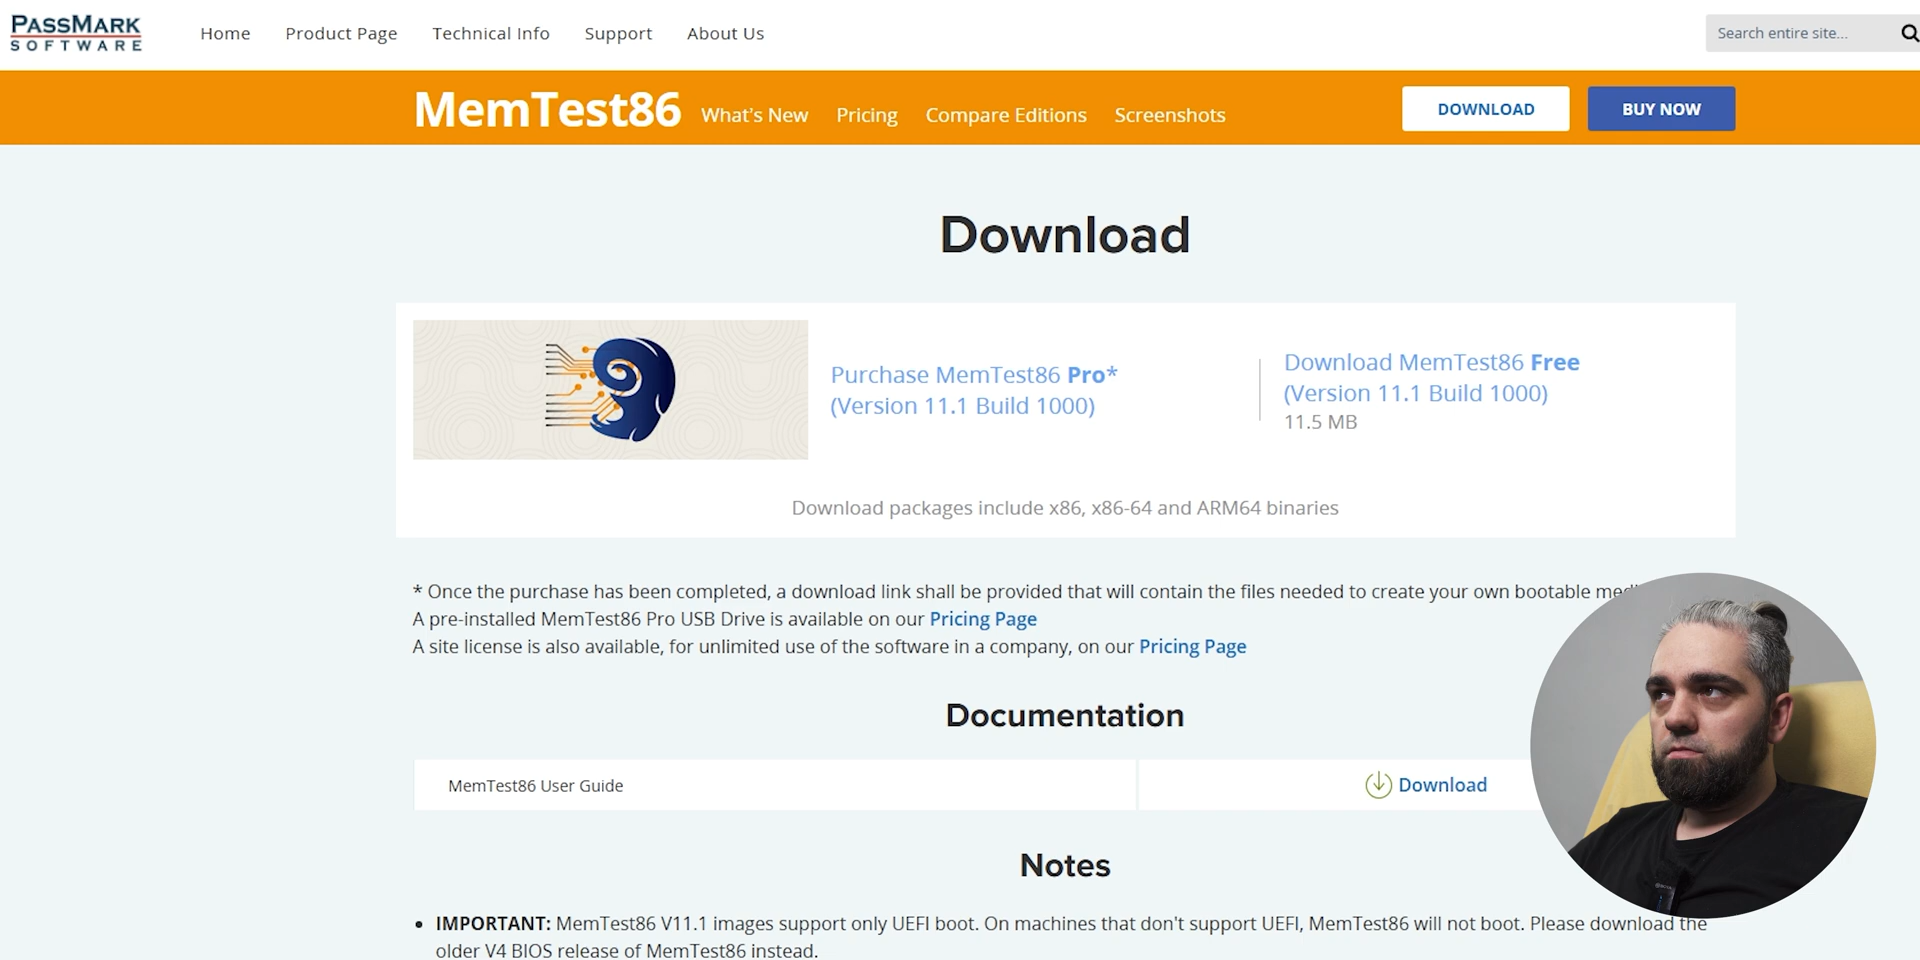 PASSMARK
SOFTWARE
Home
Product Page
Technical Info
Support
About Us
Search entire site...
MemTest86
What's New
Pricing
Compare Editions
Screenshots
DOWNLOAD
BUY NOW
Download
Purchase MemTest86 Pro*
(Version 11.1 Build 1000)
Download MemTest86 Free
(Version 11.1 Build 1000)
11.5 MB
Download packages include x86, x86-64 and ARM64 binaries
* Once the purchase has been completed, a download link shall be provided that will contain the files needed to create your own bootable
A pre-installed MemTest86 Pro USB Drive is available on our Pricing Page
A site license is also available, for unlimited use of the software in a company, on our Pricing Page
Documentation
MemTest86 User Guide
Download
Notes
• IMPORTANT: MemTest86 V11.1 images support only UEFI boot. On machines that don't support UEFI, MemTest86 will not boot. Please download the
older V4 BIOS release of MemTest86 instead.